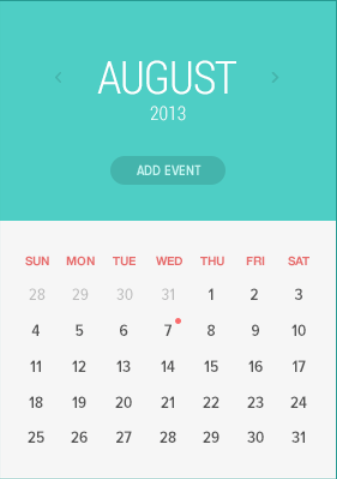 AUGUST
2013
ADD EVENT
SUN MON TUE WED THU FRI SAT
28 29 30 31 1 2 3
4 5 6 7 8 9 10
11 12 13 14 15 16 17
18 19 20 21 22 23 24
25 26 27 28 29 30 31